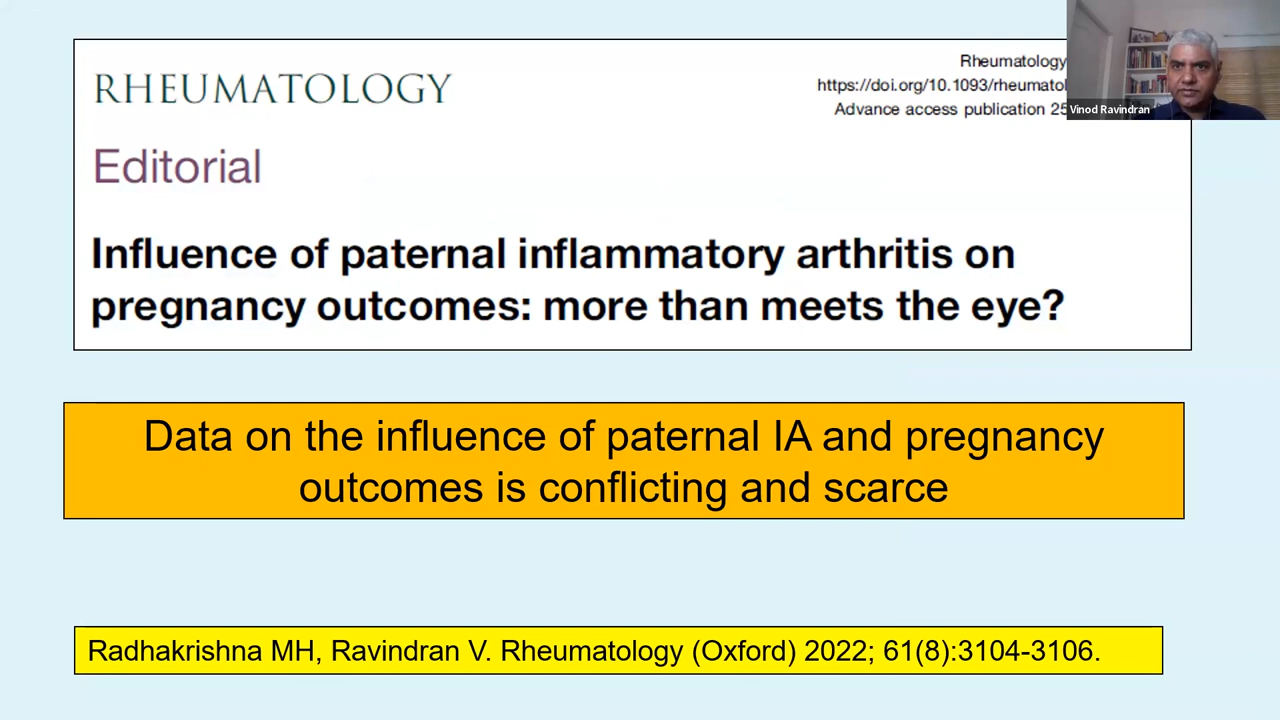 RHEUMATOLOGY
Rheumatology
https://doi.org/10.1093/rheumatol
Advance access publication 25
Vinod Ravindran
Editorial
Influence of paternal inflammatory arthritis on
pregnancy outcomes: more than meets the eye?
Data on the influence of paternal IA and pregnancy
outcomes is conflicting and scarce
Radhakrishna MH, Ravindran V. Rheumatology (Oxford) 2022; 61(8):3104-3106.